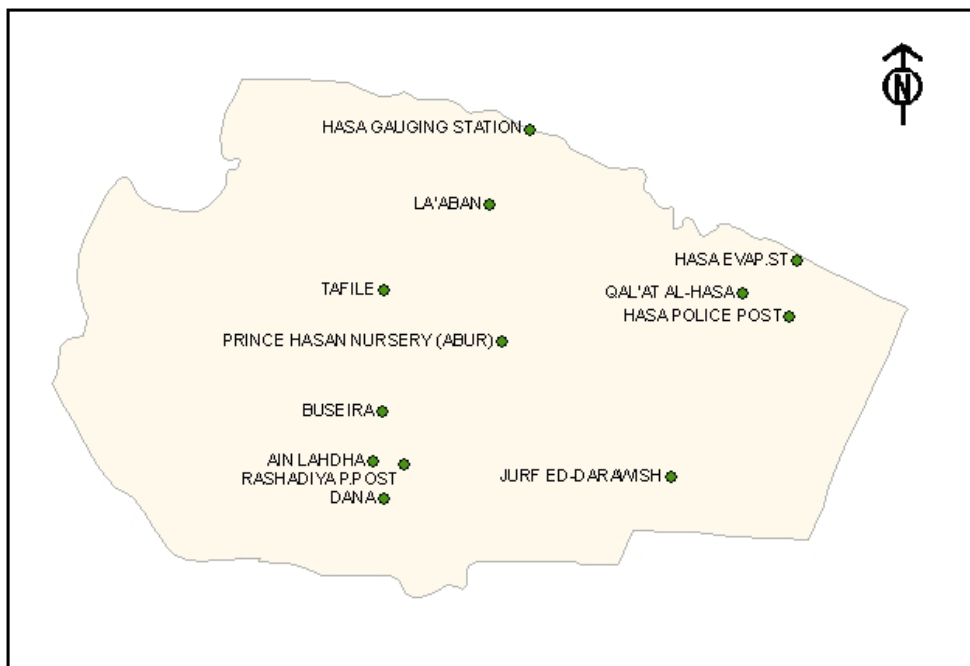 N
HASA GAUGING STATION
LA'ABAN
HASA EVAP.ST
TAFILE
QAL'AT AL-HASA
HASA POLICE POST
PRINCE HASAN NURSERY (ABUR)
BUSEIRA
AIN LAHDHA
RASHADIYA P.POST
JURF ED-DARAWISH
DANA